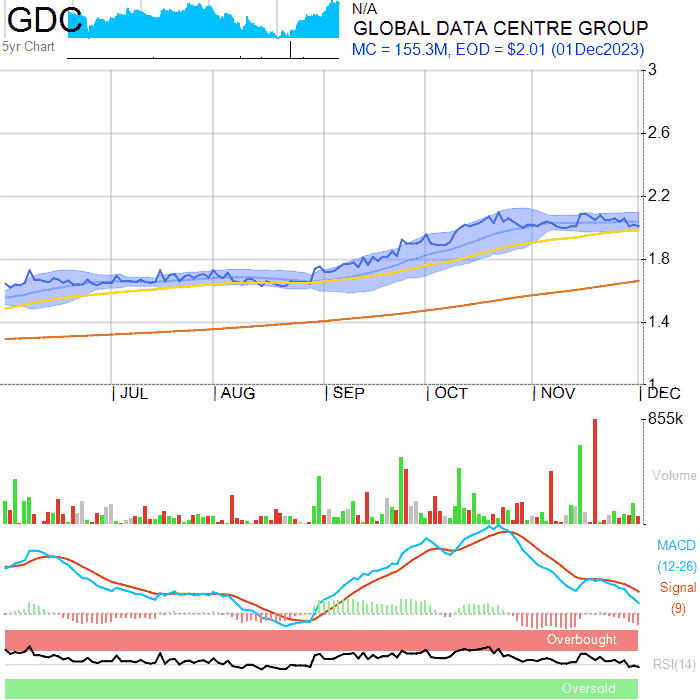 GDC
5yr Chart
N/A
GLOBAL DATA CENTRE GROUP
MC = 155.3M, EOD = $2.01 (01Dec2023)
3
2.6
2.2
1.8
1.4
1
JUL AUG SEP OCT NOV DEC
855k
Volume
MACD
(12-26)
Signal
(9)
Overbought
RSI(14)
Oversold